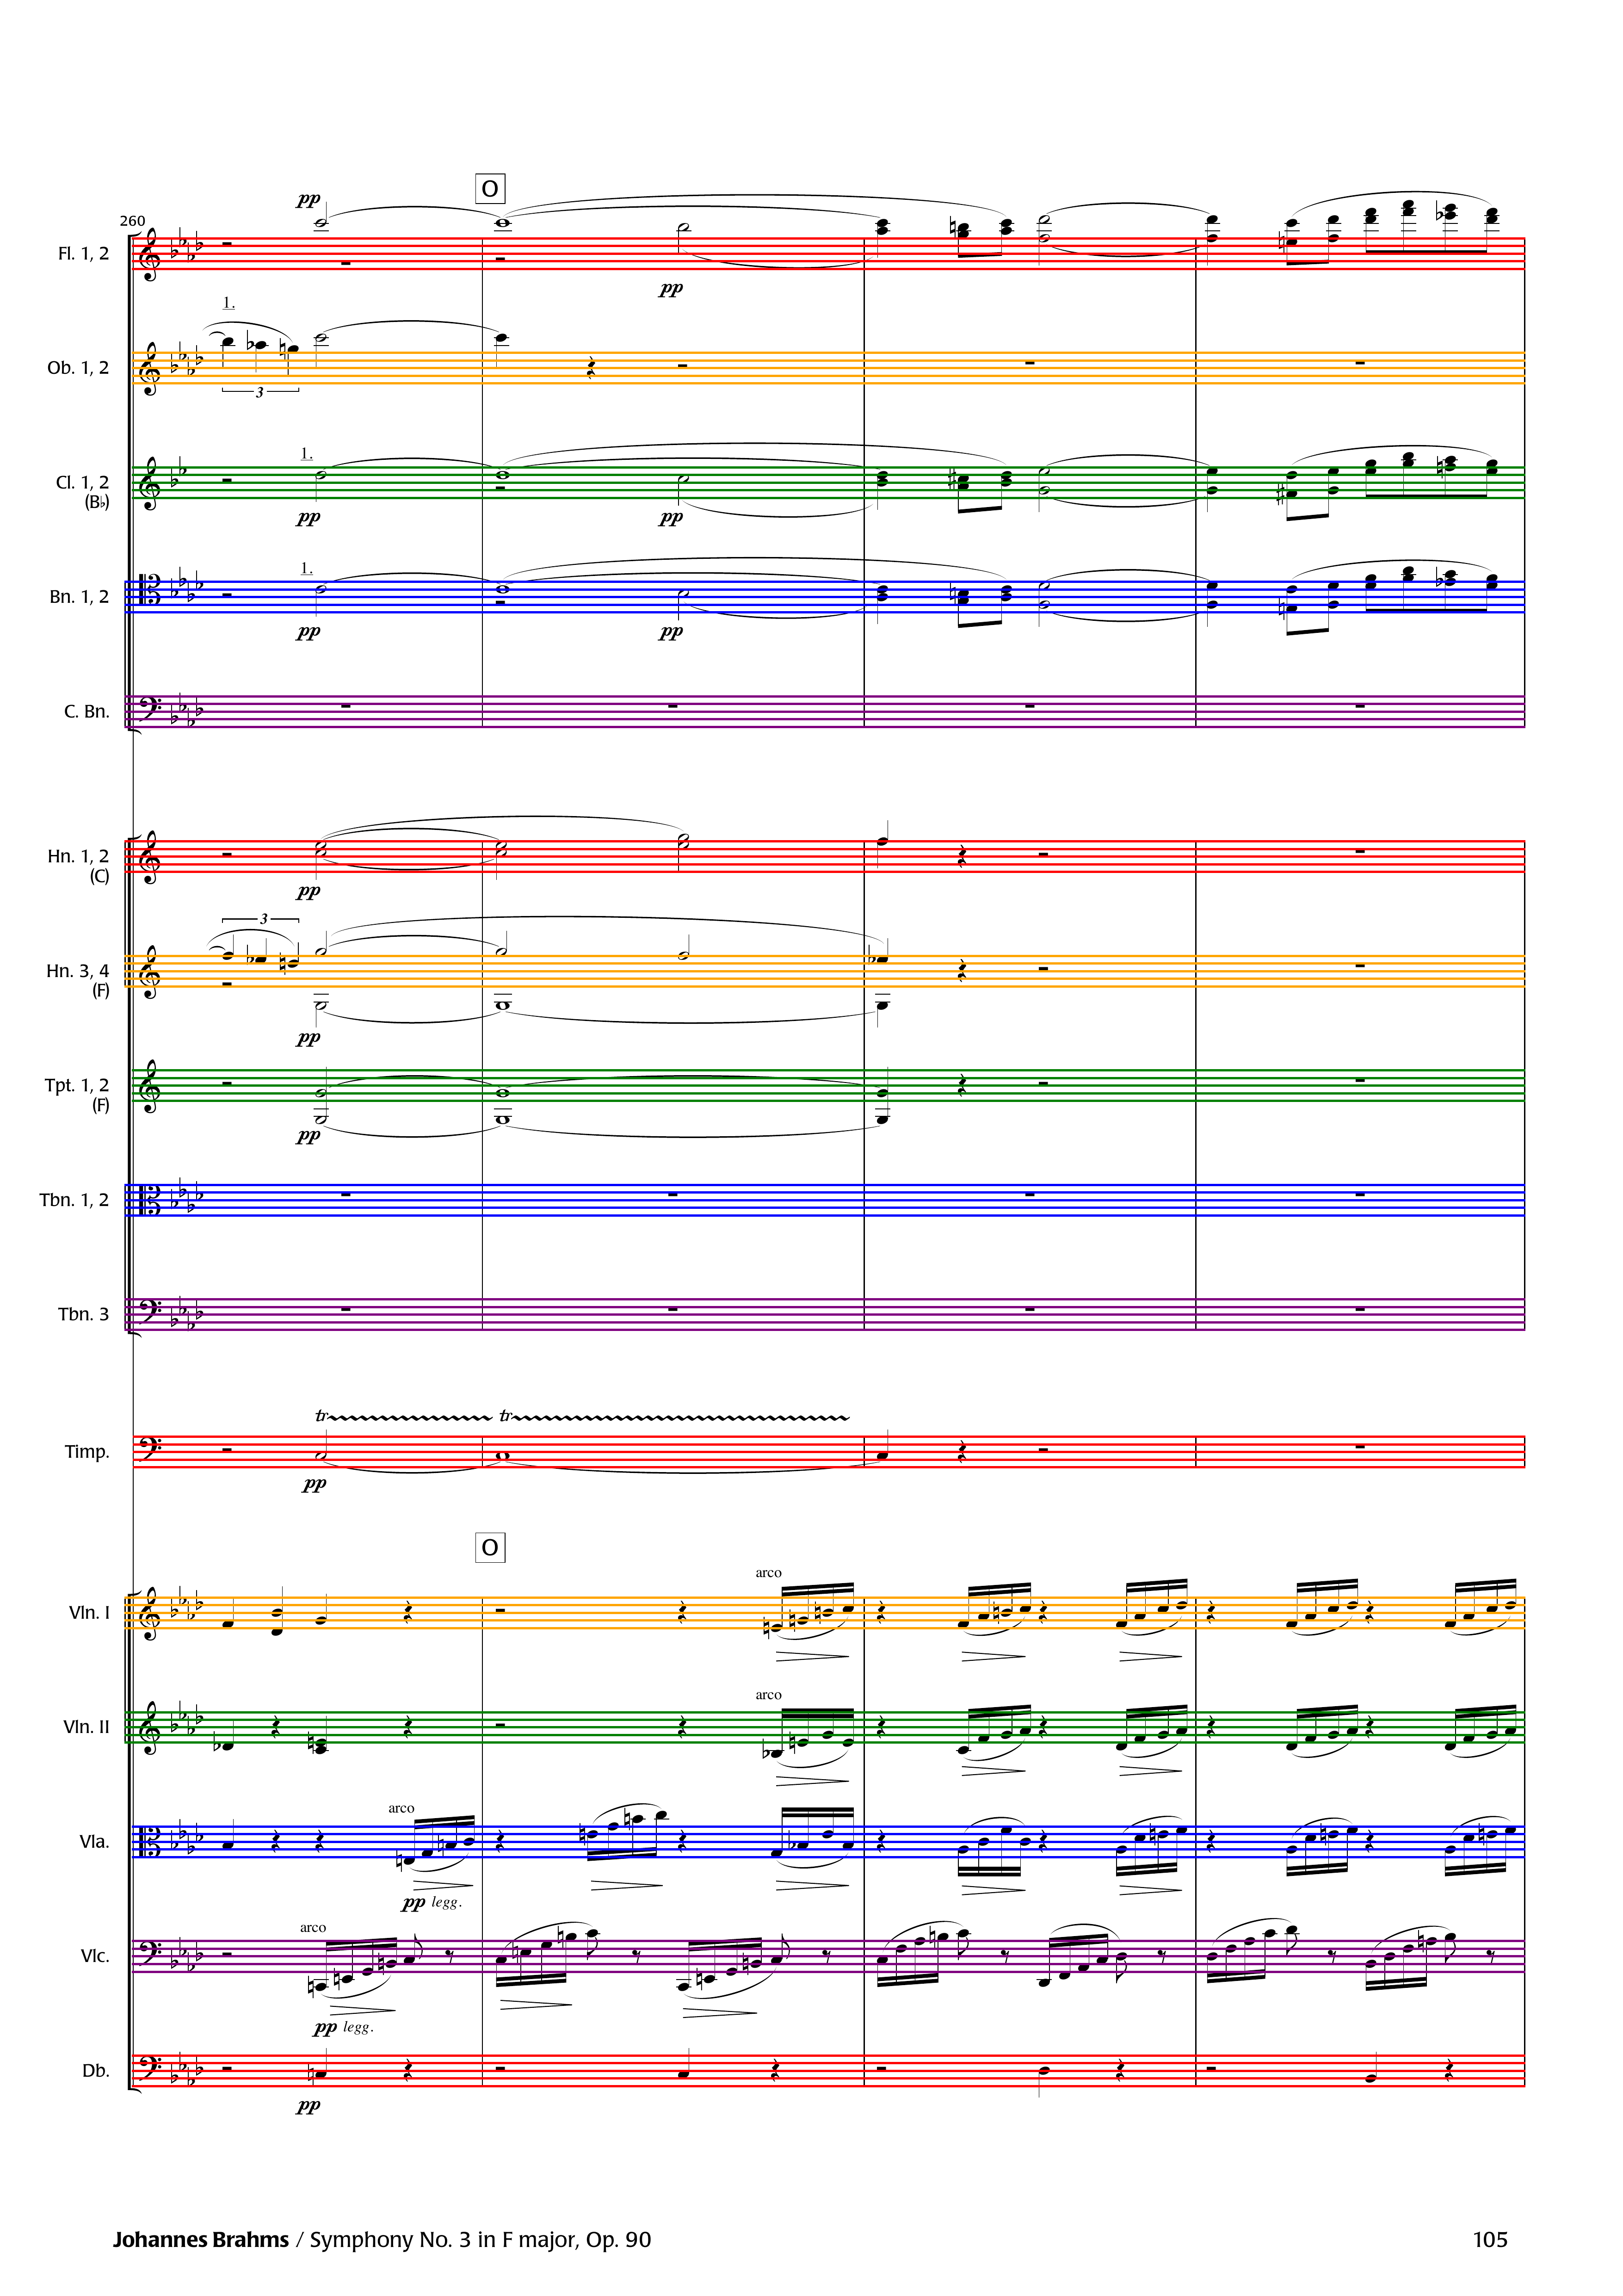 O
pp
260
Fl. 1, 2
pp
1.
Ob. 1, 2
3
1.
Cl. 1, 2
(B♭)
pp pp
1.
Bn. 1, 2
pp pp
C. Bn.
Hn. 1, 2
(C)
pp
3
Hn. 3, 4
(F)
pp
Tpt. 1, 2
(F)
pp
Tbn. 1, 2
Tbn. 3
tr tr
Timp.
pp
O
arco
Vln. I
arco
Vln. II
arco
Vla.
pp legg.
arco
Vlc.
pp legg.
Db.
pp
Johannes Brahms / Symphony No. 3 in F major, Op. 90 105